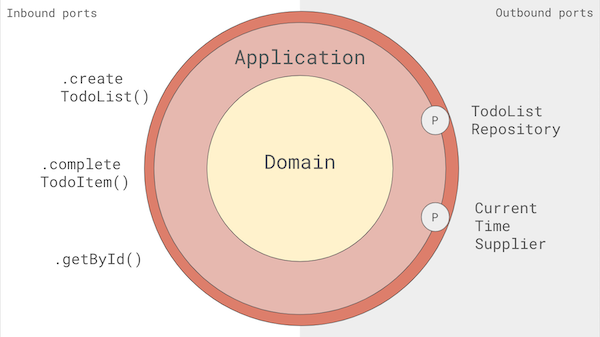 Inbound ports
Outbound ports
Application
.create
TodoList()
P
TodoList
Repository
Domain
.complete
TodoItem()
P
Current
Time
Supplier
.getById()